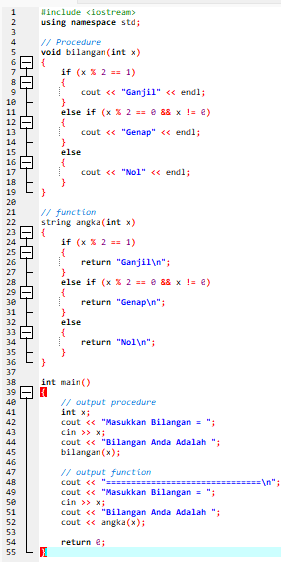 1 #include <iostream>
2 using namespace std;
3
4 // Procedure
5 void bilangan(int x)
6 {
7 if (x % 2 == 1)
8 {
9 cout << "Ganjil" << endl;
10 }
11 else if (x % 2 == 0 && x != 0)
12 {
13 cout << "Genap" << endl;
14 }
15 else
16 {
17 cout << "Nol" << endl;
18 }
19 }
20
21 // function
22 string angka(int x)
23 {
24 if (x % 2 == 1)
25 {
26 return "Ganjil\n";
27 }
28 else if (x % 2 == 0 && x != 0)
29 {
30 return "Genap\n";
31 }
32 else
33 {
34 return "Nol\n";
35 }
36 }
37
38 int main()
39 {
40 // output procedure
41 int x;
42 cout << "Masukkan Bilangan = ";
43 cin >> x;
44 cout << "Bilangan Anda Adalah ";
45 bilangan(x);
46
47 // output function
48 cout << "===============================\n";
49 cout << "Masukkan Bilangan = ";
50 cin >> x;
51 cout << "Bilangan Anda Adalah ";
52 cout << angka(x);
53
54 return 0;
55 }